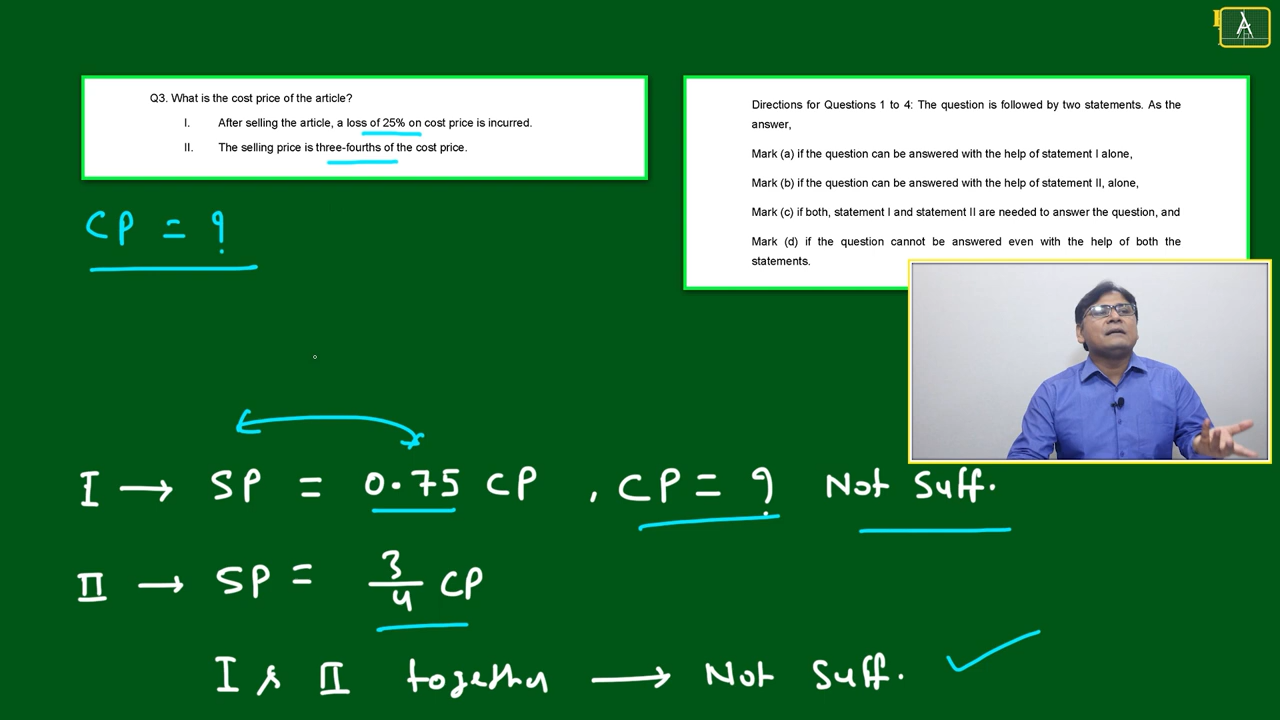 Q3. What is the cost price of the article?
I. After selling the article, a loss of 25% on cost price is incurred.
II. The selling price is three-fourths of the cost price.
Directions for Questions 1 to 4: The question is followed by two statements. As the
answer,
Mark (a) if the question can be answered with the help of statement I alone,
Mark (b) if the question can be answered with the help of statement II, alone,
Mark (c) if both, statement I and statement II are needed to answer the question, and
Mark (d) if the question cannot be answered even with the help of both the
statements.
CP = ?
I → SP = 0.75 CP , CP = ? Not Suff.
II → SP = 3/4 CP
I & II together → Not Suff.